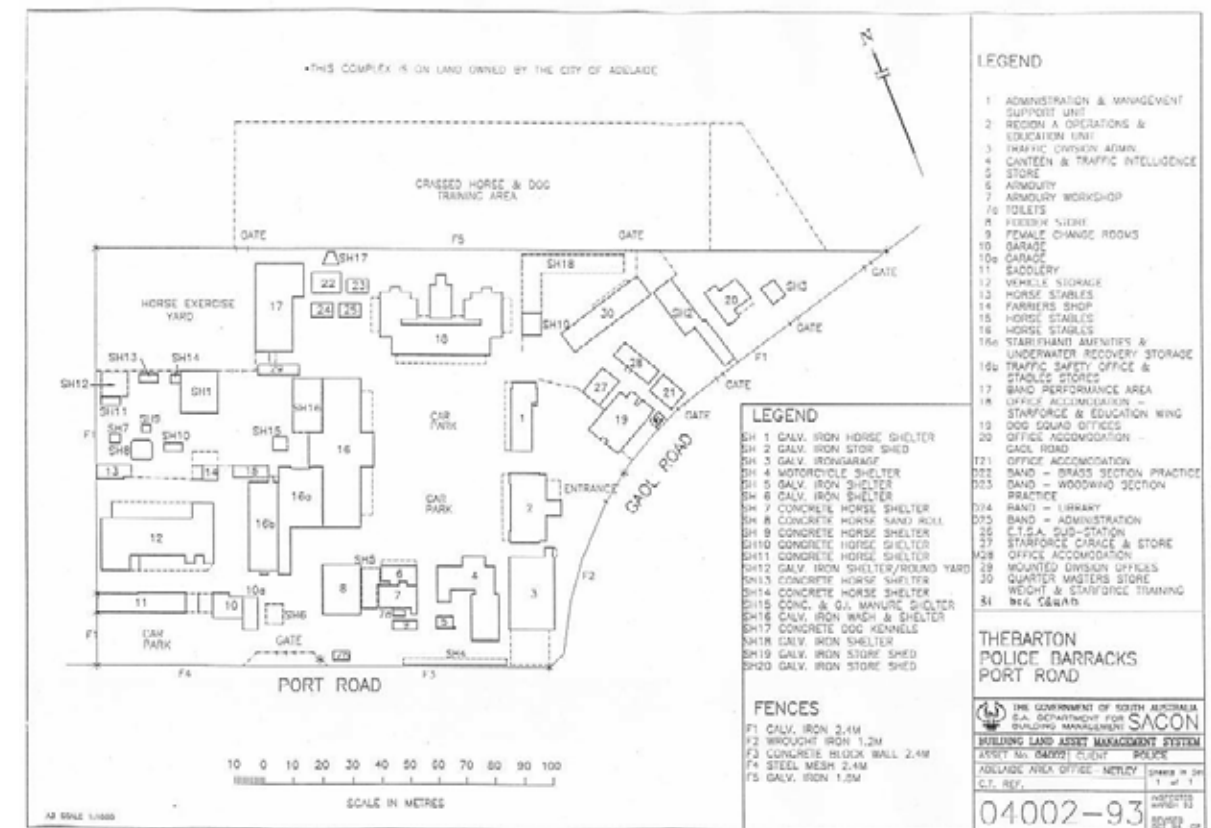 *THIS COMPLEX IS ON LAND OWNED BY THE CITY OF ADELAIDE
N
GRASSED HORSE & DOG
TRAINING AREA
GATE
F5
GATE
SH17
SH18
22
23
17
24
25
HORSE EXERCISE
YARD
18
SH19
30
SH2
20
SH3
GATE
GATE
F1
GATE
GATE
SH13
SH14
SH12
SH1
29
SH11
SH7
SH9
SH8
SH10
SH15
SH16
F1
16
CAR
PARK
1
28
27
21
19
GAOL ROAD
13
14
15
16a
16b
12
CAR
PARK
2
ENTRANCE
F2
SH5
8
6
7
4
3
10a
11
10
SH6
9
5
F1
CAR
PARK
GATE
SH4
F4
F3
PORT ROAD
10 0 10 20 30 40 50 60 70 80 90 100
SCALE IN METRES
A3 SCALE
LEGEND
SH 1 GALV. IRON HORSE SHELTER
SH 2 GALV. IRON STOR SHED
SH 3 GALV. IRONGARAGE
SH 4 MOTORCYCLE SHELTER
SH 5 GALV. IRON SHELTER
SH 6 GALV. IRON SHELTER
SH 7 CONCRETE HORSE SHELTER
SH 8 CONCRETE HORSE SAND ROLL
SH 9 CONCRETE HORSE SHELTER
SH10 CONCRETE HORSE SHELTER
SH11 CONCRETE HORSE SHELTER
SH12 GALV. IRON SHELTER/ROUND YARD
SH13 CONCRETE HORSE SHELTER
SH14 CONCRETE HORSE SHELTER
SH15 CONC. & G.I. MANURE SHELTER
SH16 GALV. IRON WASH & SHELTER
SH17 CONCRETE DOG KENNELS
SH18 GALV. IRON SHELTER
SH19 GALV. IRON STORE SHED
SH20 GALV. IRON STORE SHED
FENCES
F1 GALV. IRON 2.4M
F2 WROUGHT IRON 1.2M
F3 CONCRETE BLOCK WALL 2.4M
F4 STEEL MESH 2.4M
F5 GALV. IRON 1.8M
LEGEND
1 ADMINISTRATION & MANAGEMENT
SUPPORT UNIT
2 REGION A OPERATIONS &
EDUCATION UNIT
3 TRAFFIC DIVISION ADMIN.
4 CANTEEN & TRAFFIC INTELLIGENCE
5 STORE
6 ARMOURY
7 ARMOURY WORKSHOP
7a TOILETS
8 FODDER STORE
9 FEMALE CHANGE ROOMS
10 GARAGE
10a GARAGE
11 SADDLERY
12 VEHICLE STORAGE
13 HORSE STABLES
14 FARRIERS SHOP
15 HORSE STABLES
16 HORSE STABLES
16a STABLEHAND AMENITIES &
UNDERWATER RECOVERY STORAGE
16b TRAFFIC SAFETY OFFICE &
STABLES STORES
17 BAND PERFORMANCE AREA
18 OFFICE ACCOMODATION -
STARFORCE & EDUCATION WING
19 DOG SQUAD OFFICES
20 OFFICE ACCOMODATION
GAOL ROAD
T21 OFFICE ACCOMODATION
D22 BAND - BRASS SECTION PRACTICE
D23 BAND - WOODWIND SECTION
PRACTICE
D24 BAND - LIBRARY
D25 BAND - ADMINISTRATION
26 E.T.S.A. SUB-STATION
27 STARFORCE GARAGE & STORE
28 OFFICE ACCOMODATION
29 MOUNTED DIVISION OFFICES
30 QUARTER MASTERS STORE
WEIGHT & STARFORCE TRAINING
31 DOG SQUAD
THEBARTON
POLICE BARRACKS
PORT ROAD
THE GOVERNMENT OF SOUTH AUSTRALIA
S.A. DEPARTMENT FOR
BUILDING MANAGEMENT SACON
BUILDING LAND ASSET MANAGEMENT SYSTEM
ASSET No. 04002 CLIENT POLICE
ADELAIDE AREA OFFICE - NETLEY
C.T. REF.
1 of 1
04002-93